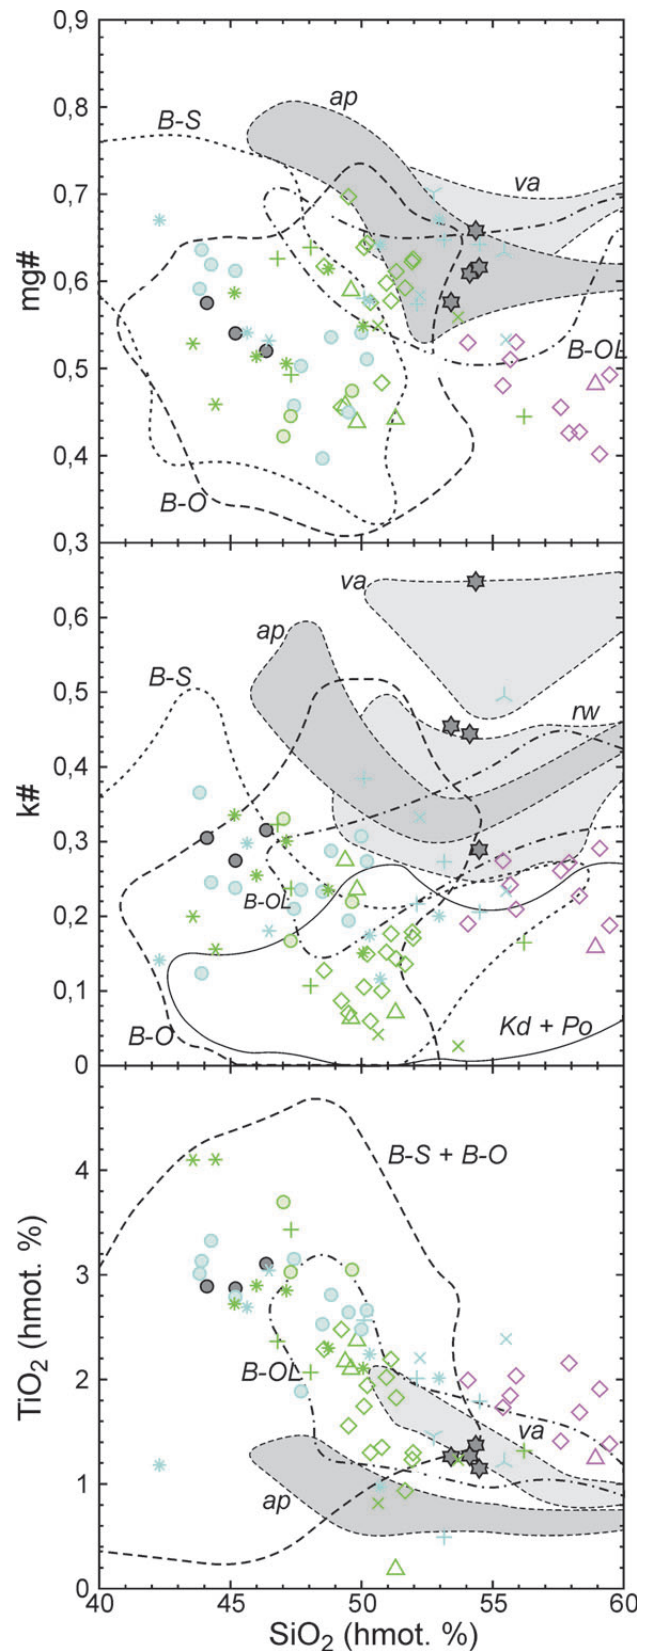 0,9
0,8
0,7
0,6
0,5
0,4
0,3
mg#
B-S
ap
va
B-OL
B-O
0,6
0,5
0,4
0,3
0,2
0,1
0
k#
va
ap
B-S
rw
B-OL
B-O
Kd + Po
4
3
2
1
0
TiO₂ (hmot. %)
B-S + B-O
B-OL
va
ap
40 45 50 55 60
SiO₂ (hmot. %)